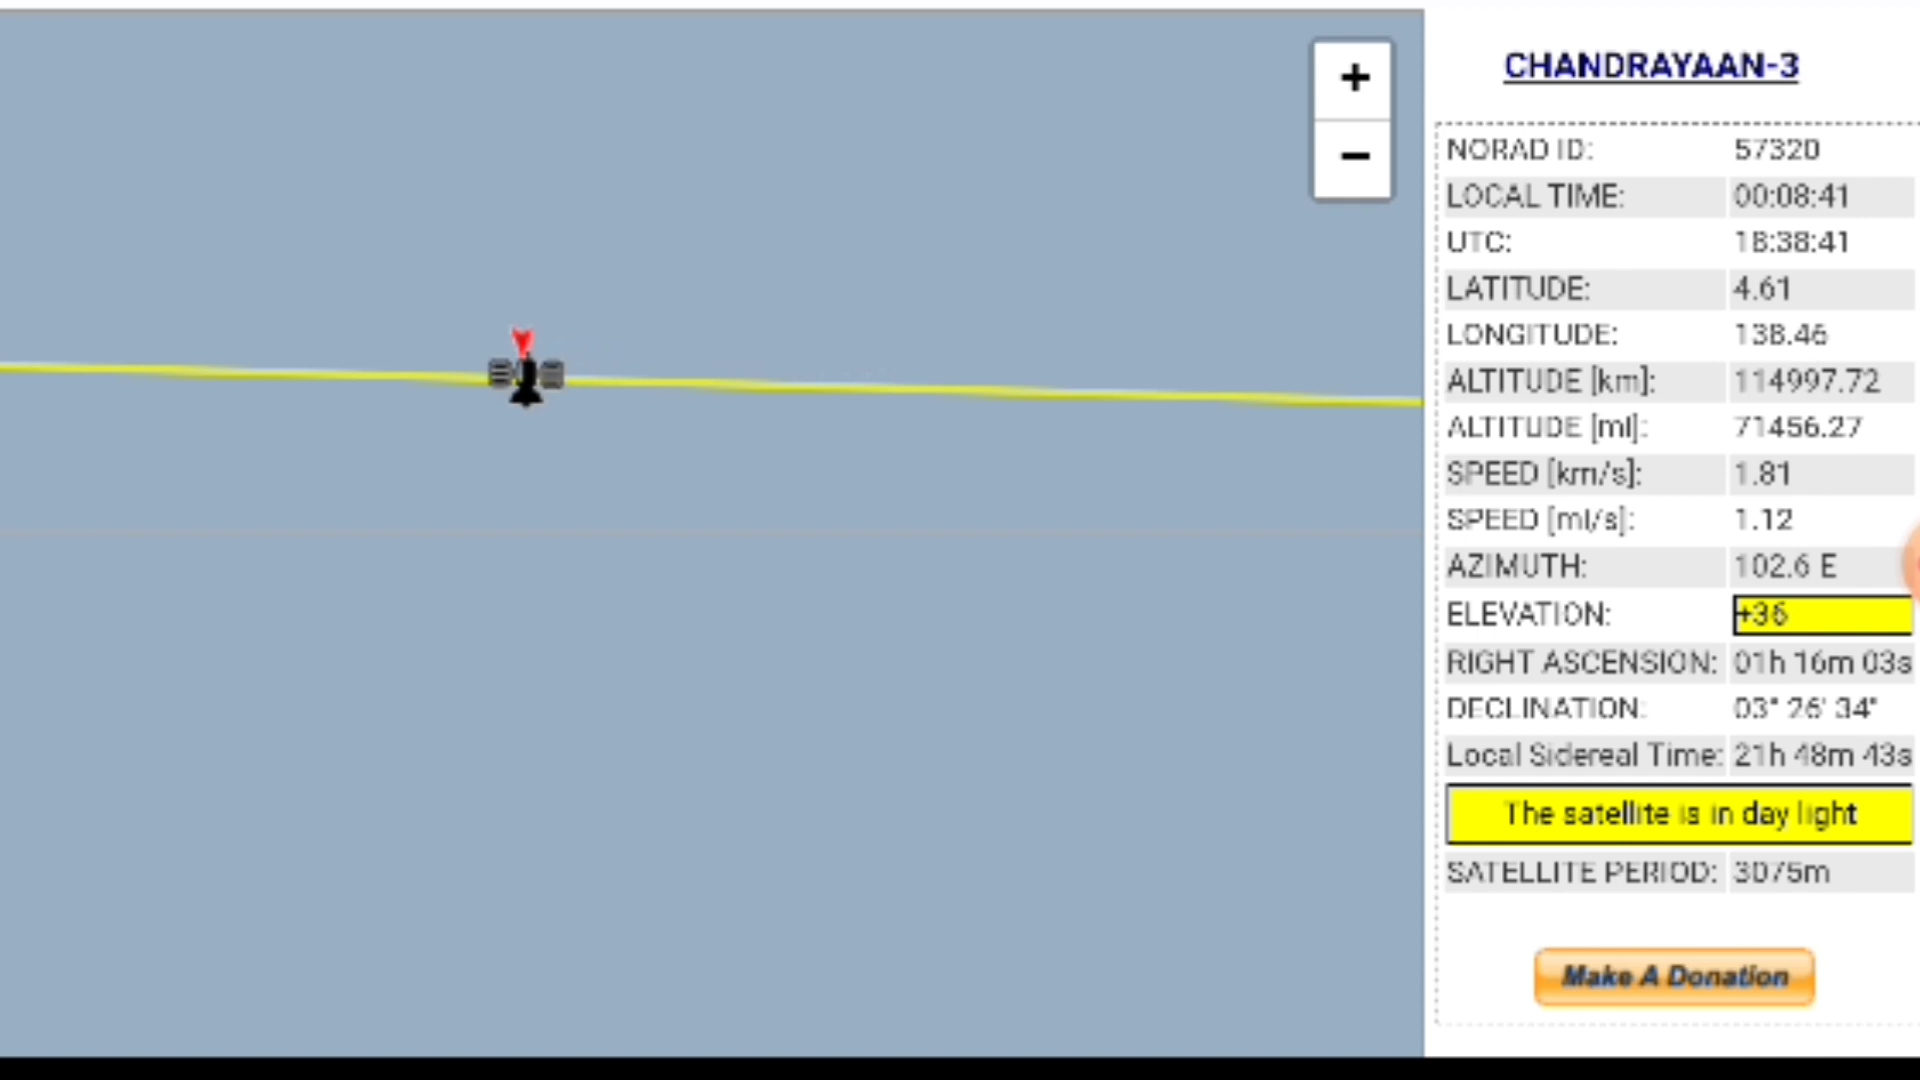 +
−
CHANDRAYAAN-3
NORAD ID: 57320
LOCAL TIME: 00:08:41
UTC: 18:38:41
LATITUDE: 4.61
LONGITUDE: 138.46
ALTITUDE [km]: 114997.72
ALTITUDE [mi]: 71456.27
SPEED [km/s]: 1.81
SPEED [mi/s]: 1.12
AZIMUTH: 102.6 E
ELEVATION: +36
RIGHT ASCENSION: 01h 16m 03s
DECLINATION: 03° 26' 34"
Local Sidereal Time: 21h 48m 43s
The satellite is in day light
SATELLITE PERIOD: 3075m
Make A Donation